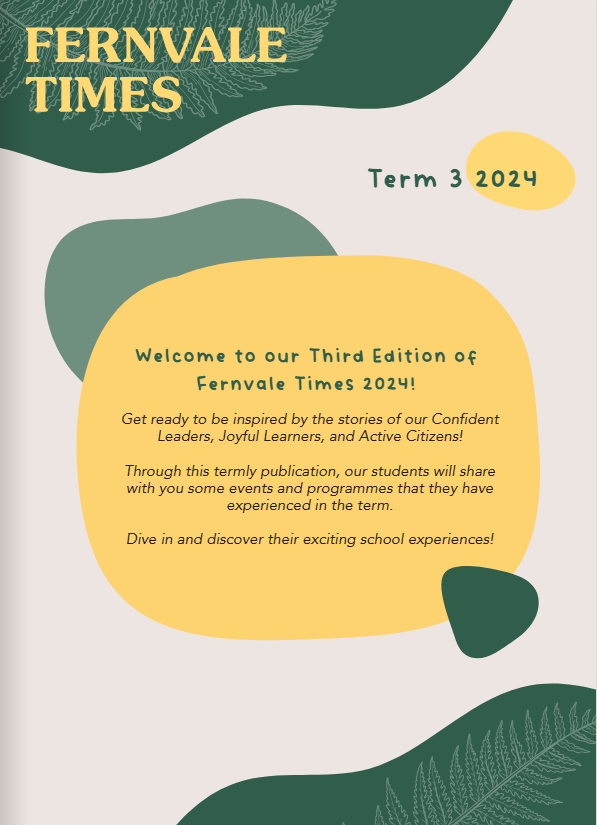 FERNVALE
TIMES
Term 3 2024
Welcome to our Third Edition of
Fernvale Times 2024!
Get ready to be inspired by the stories of our Confident
Leaders, Joyful Learners, and Active Citizens!
Through this termly publication, our students will share
with you some events and programmes that they have
experienced in the term.
Dive in and discover their exciting school experiences!